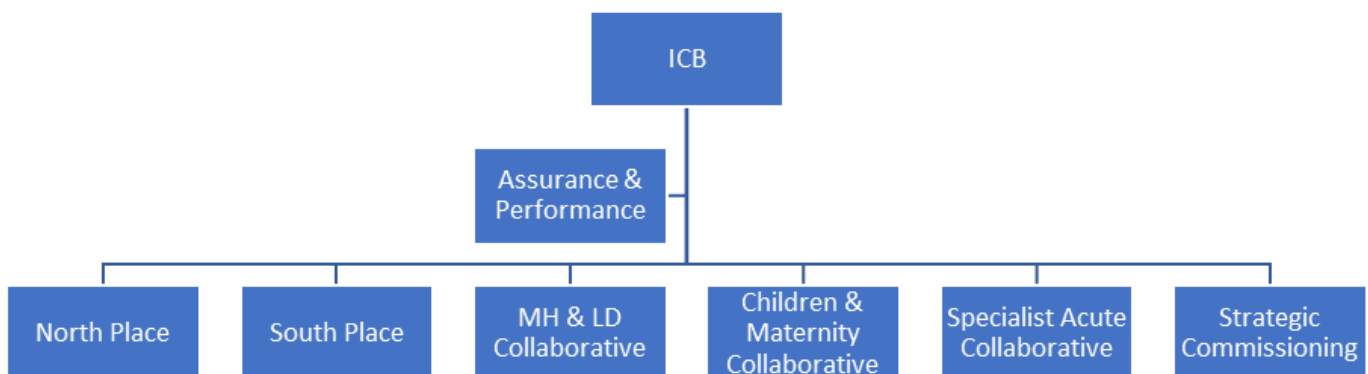 ICB
Assurance &
Performance
North Place
South Place
MH & LD
Collaborative
Children &
Maternity
Collaborative
Specialist Acute
Collaborative
Strategic
Commissioning